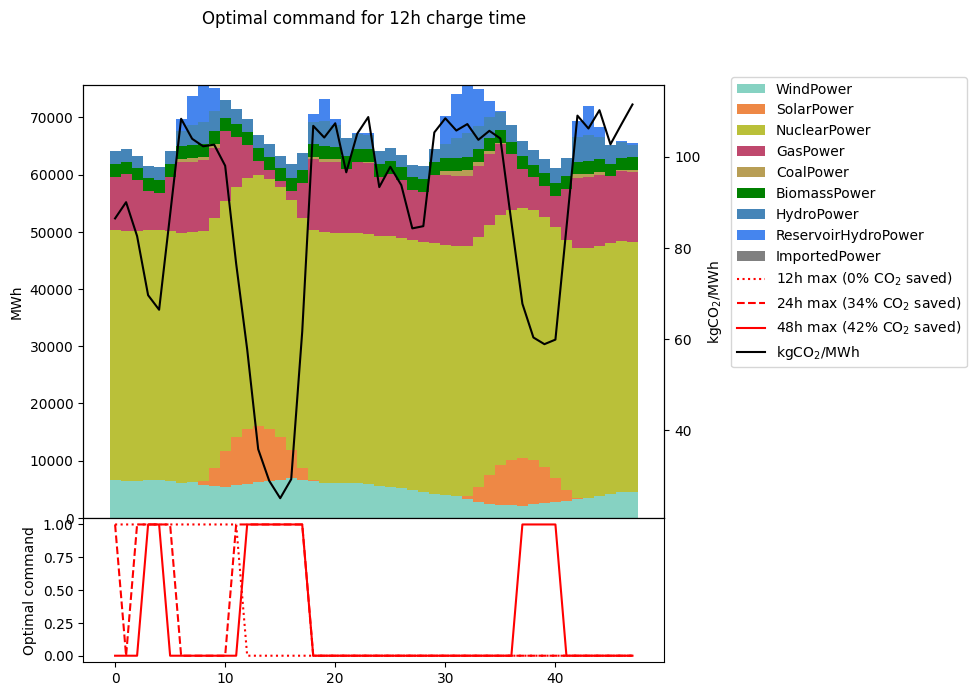 Optimal command for 12h charge time
MWh
70000
60000
50000
40000
30000
20000
10000
0
100
80
60
40
kgCO₂/MWh
WindPower
SolarPower
NuclearPower
GasPower
CoalPower
BiomassPower
HydroPower
ReservoirHydroPower
ImportedPower
12h max (0% CO₂ saved)
24h max (34% CO₂ saved)
48h max (42% CO₂ saved)
kgCO₂/MWh
Optimal command
1.00
0.75
0.50
0.25
0.00
0 10 20 30 40